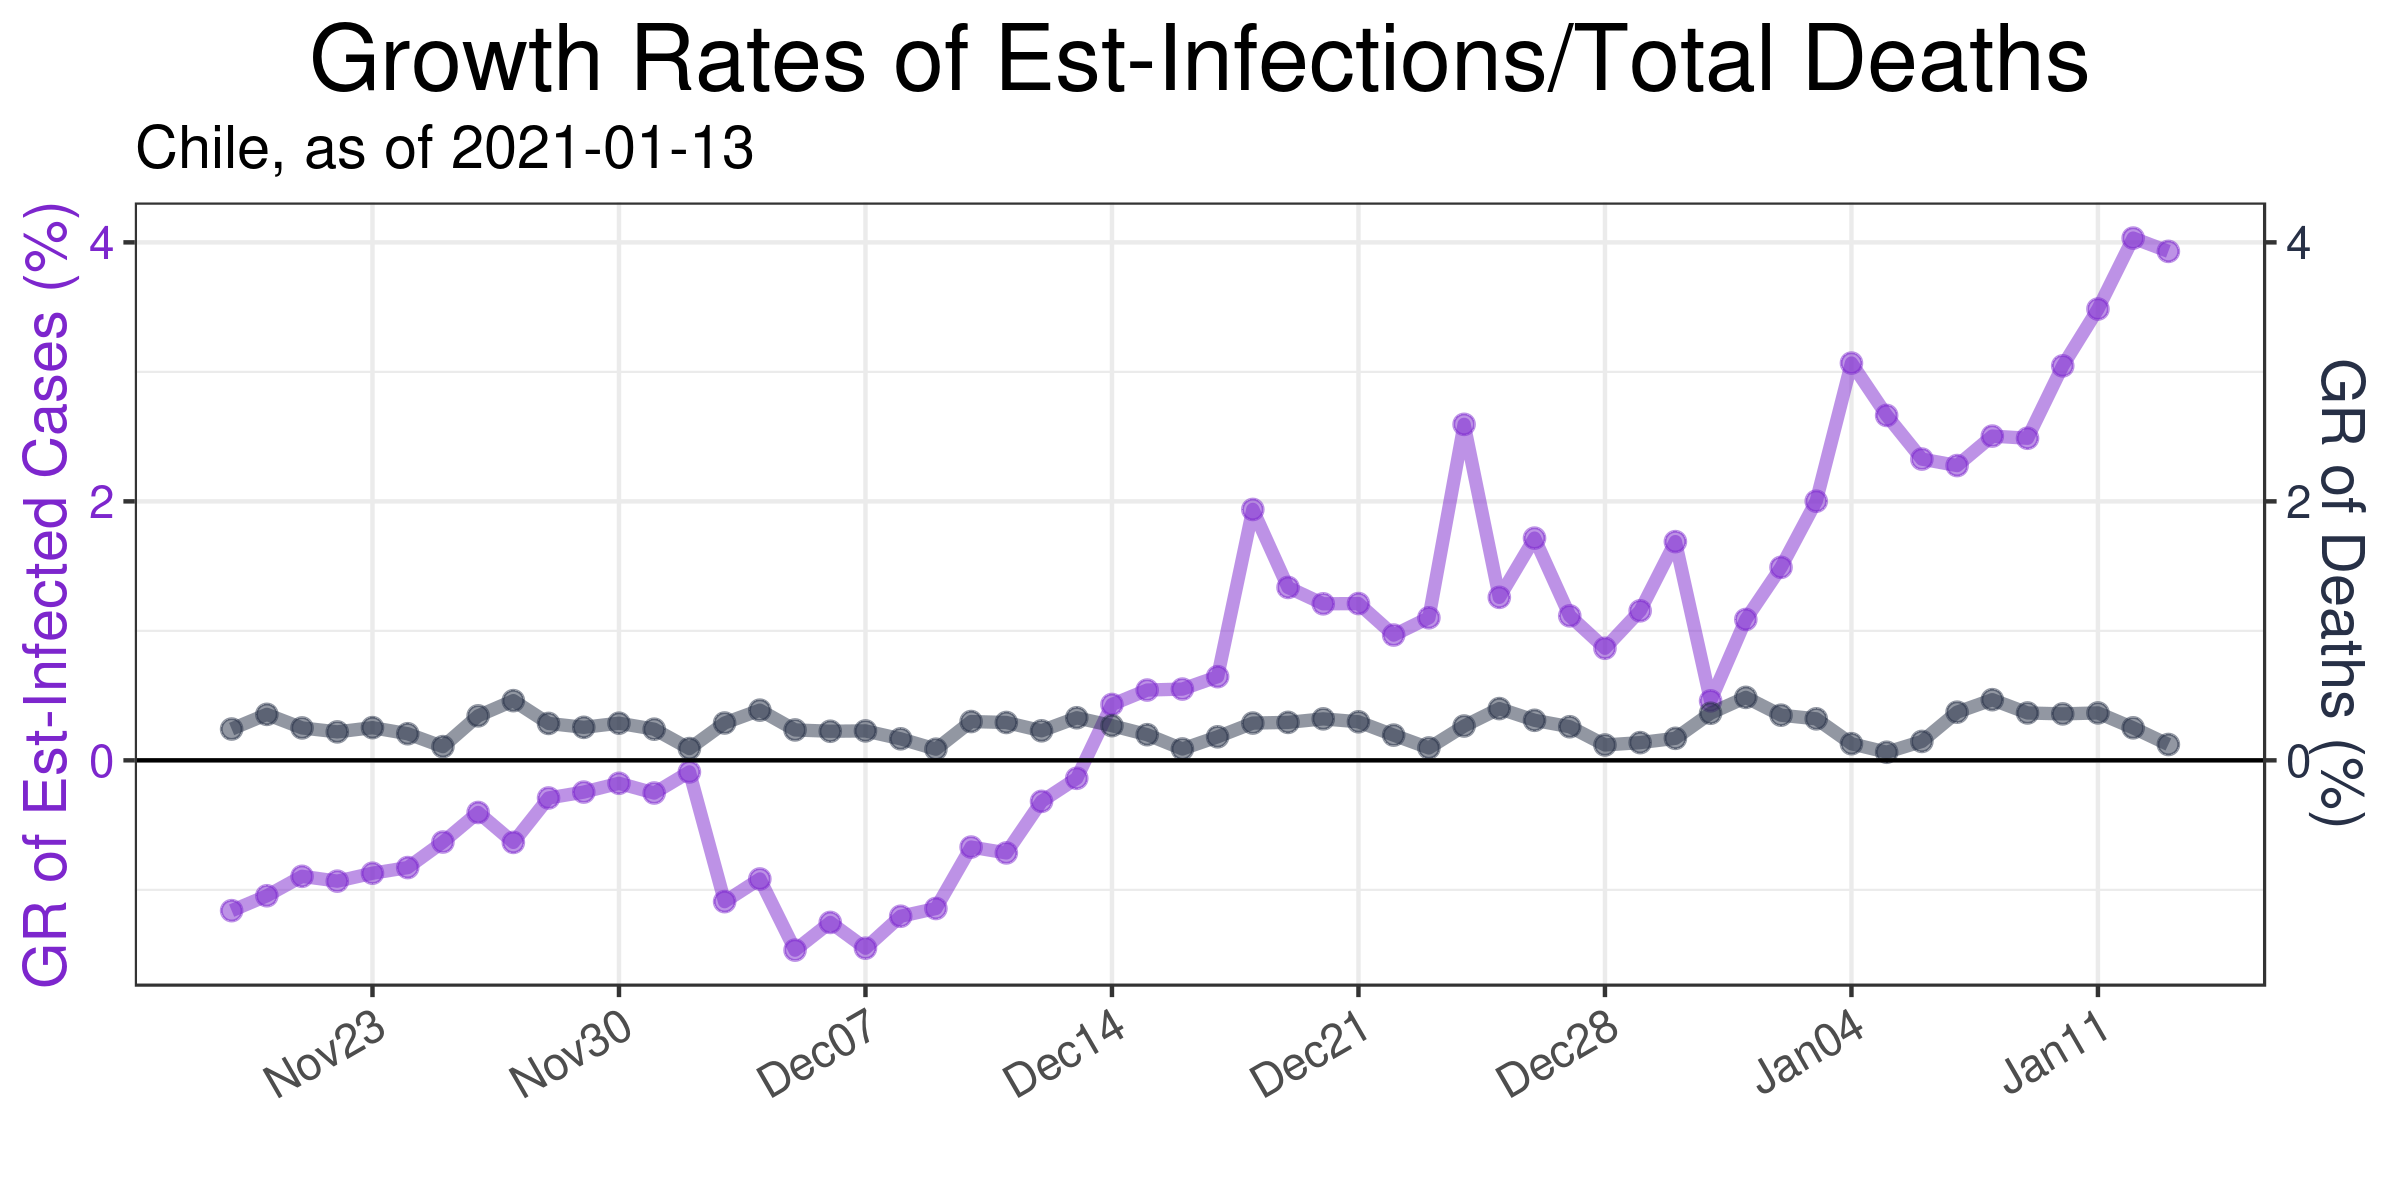 Growth Rates of Est-Infections/Total Deaths
Chile, as of 2021-01-13
GR of Est-Infected Cases (%)
4
2
0
4
2
0
GR of Deaths (%)
Nov23
Nov30
Dec07
Dec14
Dec21
Dec28
Jan04
Jan11